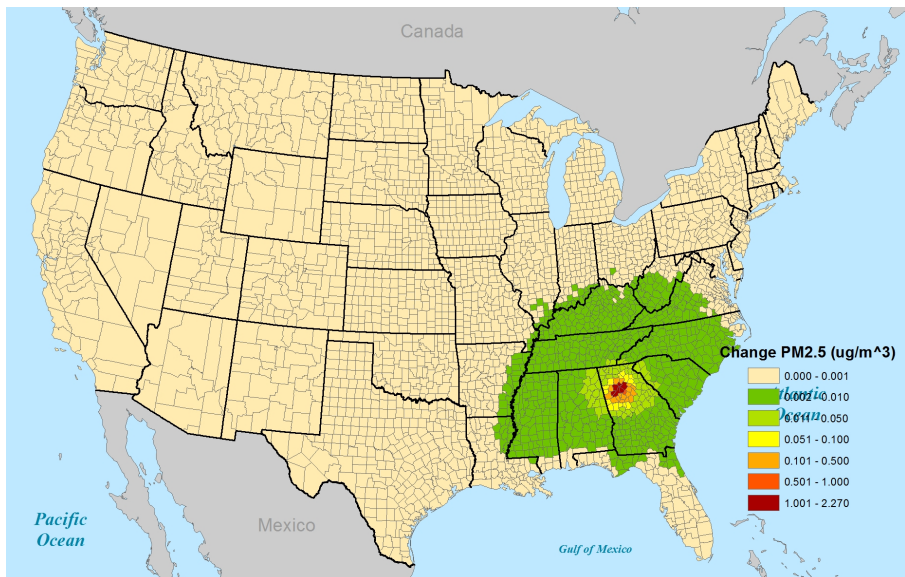 Canada
Change PM2.5 (ug/m^3)
0.000 - 0.001
0.002 - 0.010
0.011 - 0.050
0.051 - 0.100
0.101 - 0.500
0.501 - 1.000
1.001 - 2.270
Atlantic
Ocean
Pacific
Ocean
Mexico
Gulf of Mexico